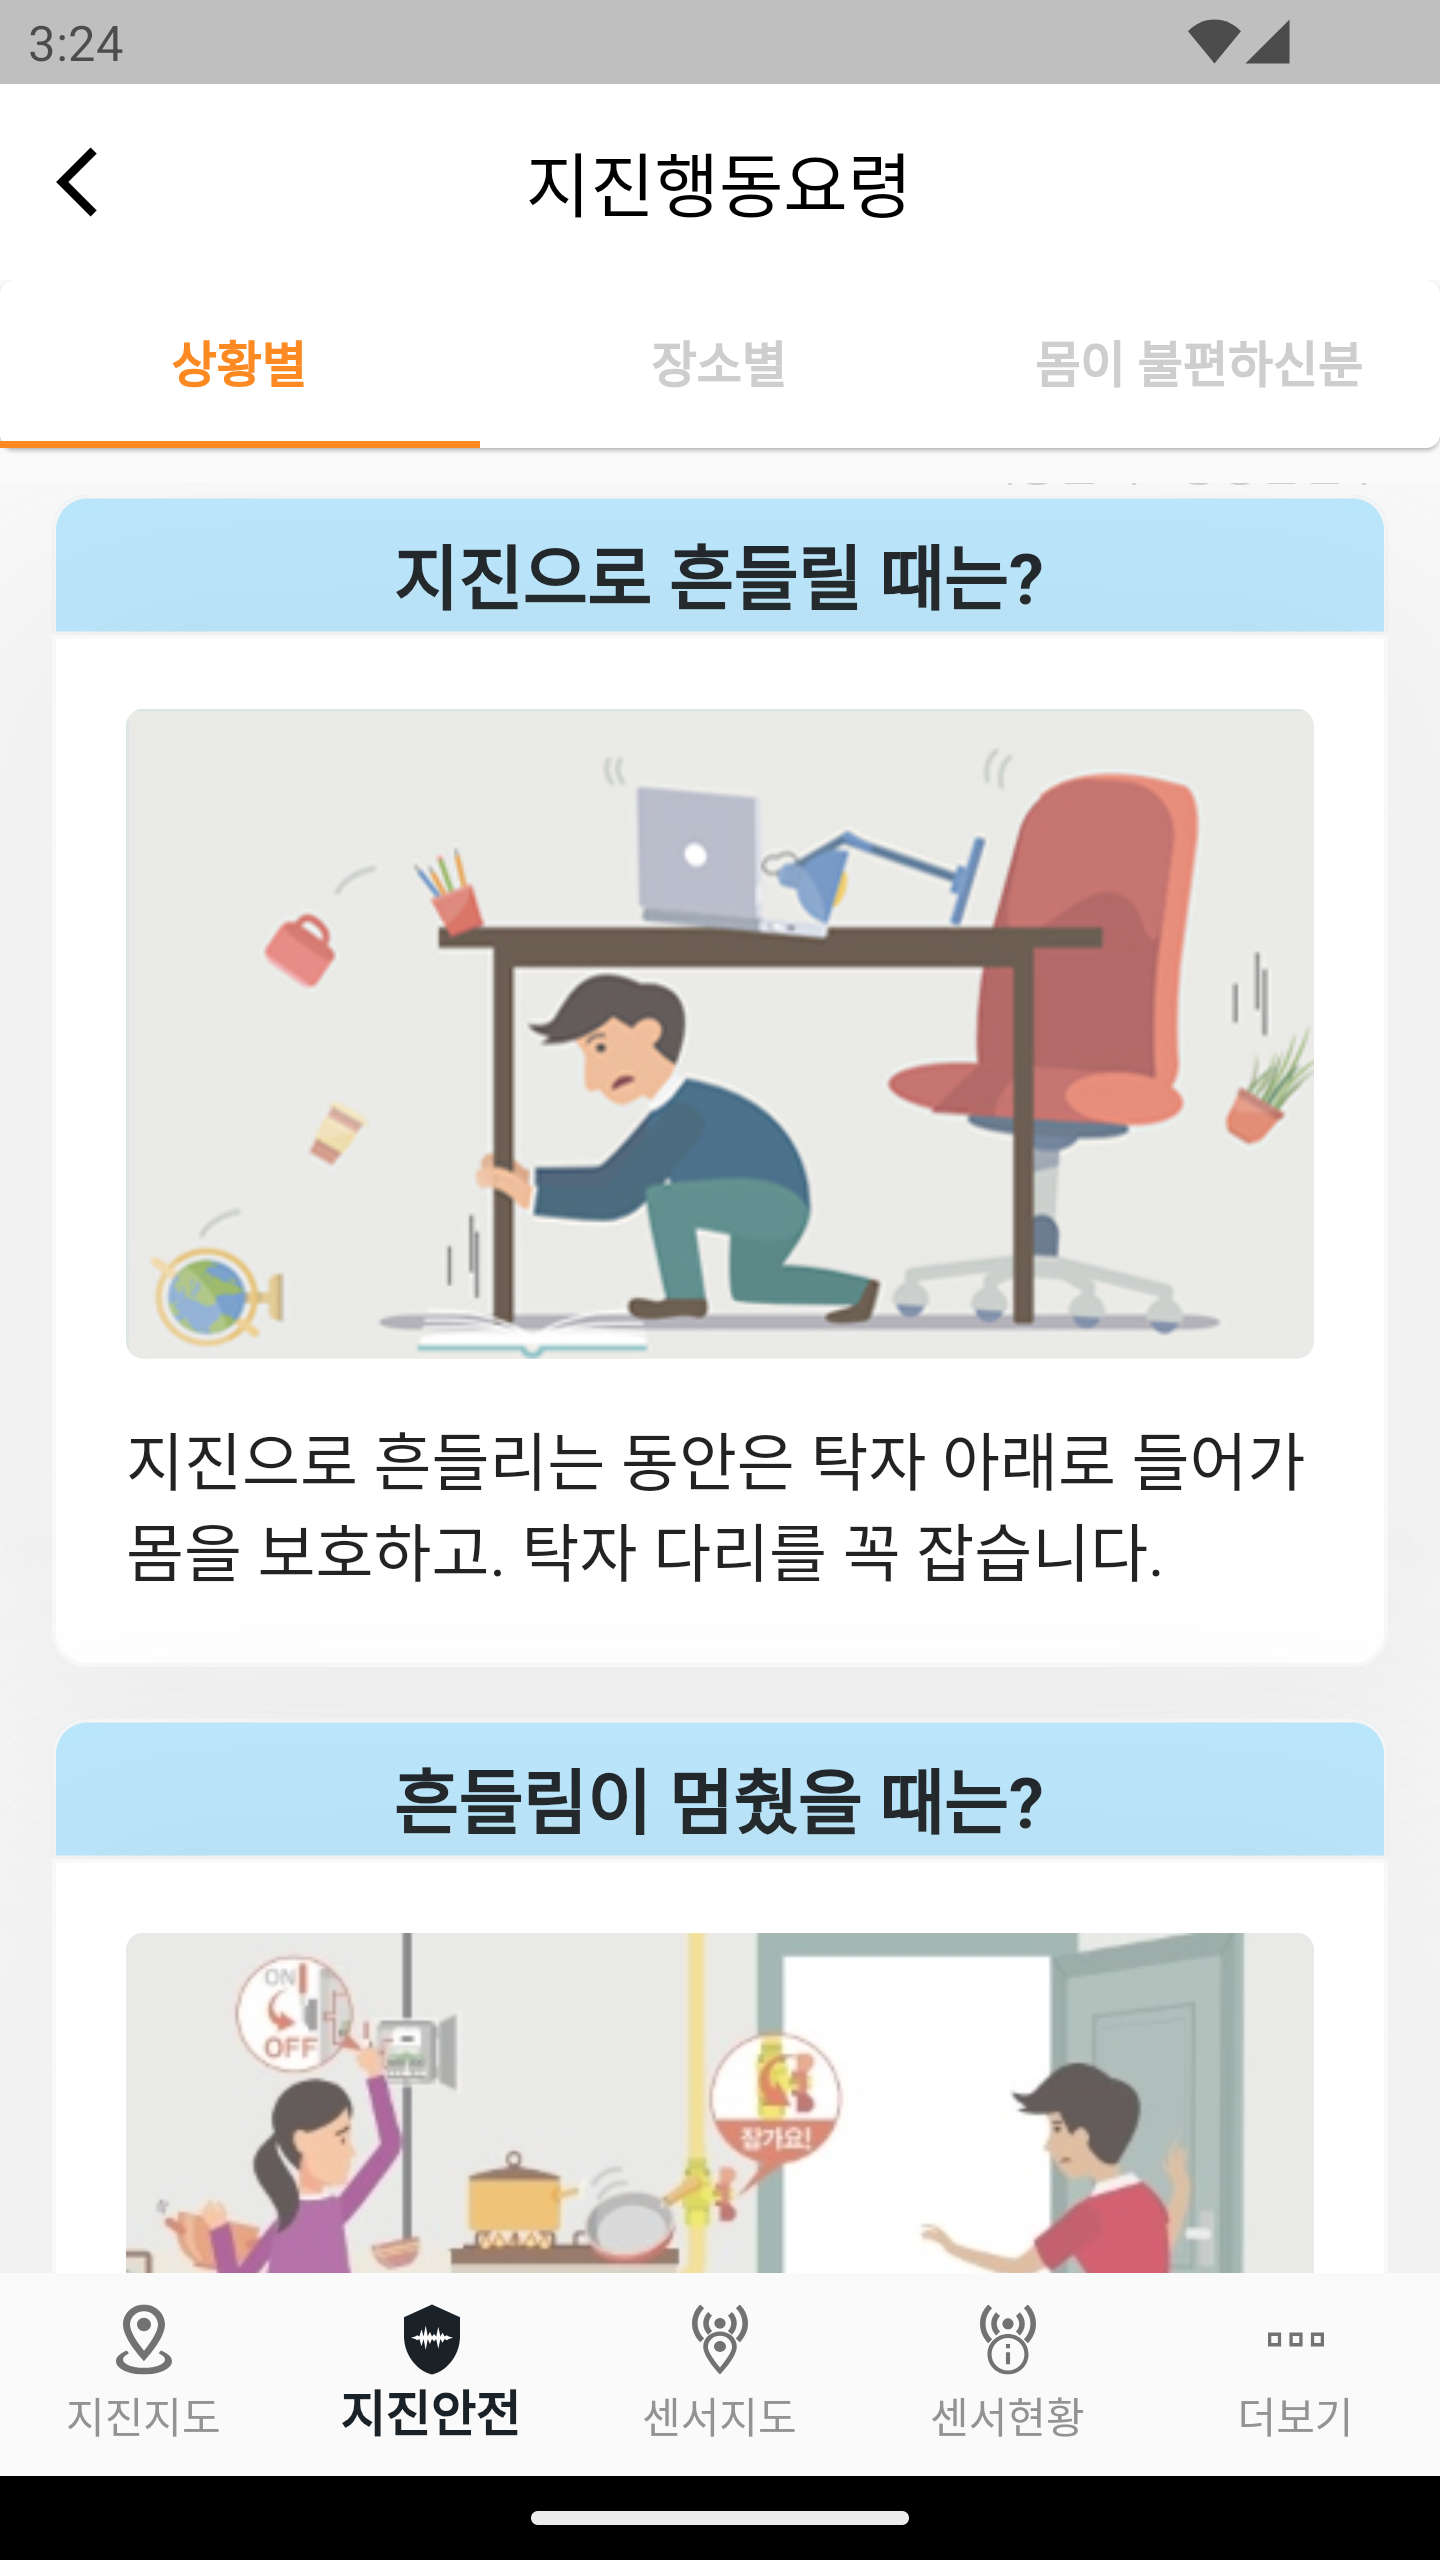 3:24
지진행동요령
상황별 장소별 몸이 불편하신분
지진으로 흔들릴 때는?
지진으로 흔들리는 동안은 탁자 아래로 들어가
몸을 보호하고. 탁자 다리를 꼭 잡습니다.
흔들림이 멈췄을 때는?
ON
OFF
잠가요!
지진지도 지진안전 센서지도 센서현황 더보기